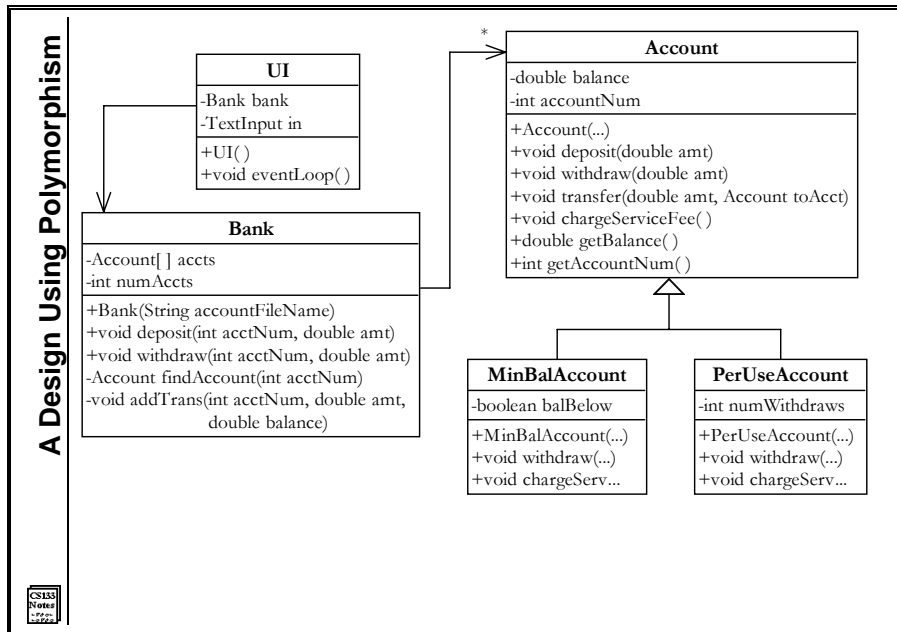 A Design Using Polymorphism
UI
-Bank bank
-TextInput in
+UI()
+void eventLoop()
Bank
-Account[ ] accts
-int numAccts
+Bank(String accountFileName)
+void deposit(int acctNum, double amt)
+void withdraw(int acctNum, double amt)
-Account findAccount(int acctNum)
-void addTrans(int acctNum, double amt,
double balance)
*
Account
-double balance
-int accountNum
+Account(...)
+void deposit(double amt)
+void withdraw(double amt)
+void transfer(double amt, Account toAcct)
+void chargeServiceFee()
+double getBalance()
+int getAccountNum()
MinBalAccount
-boolean balBelow
+MinBalAccount(...)
+void withdraw(...)
+void chargeServ...
PerUseAccount
-int numWithdraws
+PerUseAccount(...)
+void withdraw(...)
+void chargeServ...
CS133
Notes